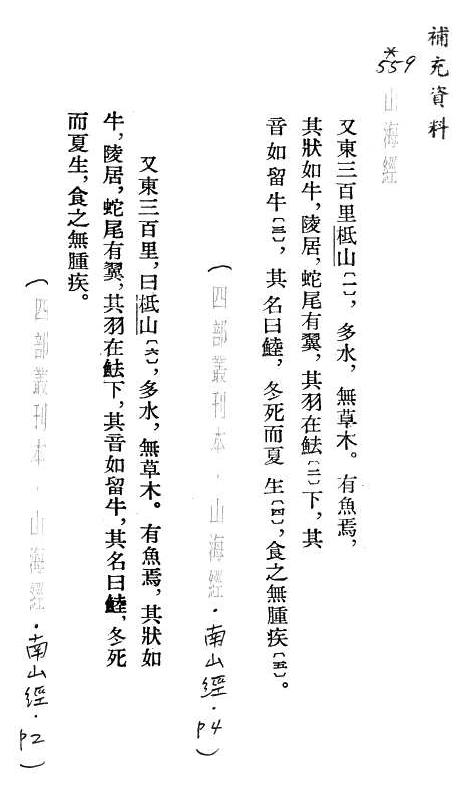 補充資料
*559
山海經
又東三百里柢山〔一〕，多水，無草木。有魚焉，
其狀如牛，陵居，蛇尾有翼，其羽在魼〔二〕下，其
音如留牛〔三〕，其名曰鯥，冬死而夏生〔四〕，食之無腫疾〔五〕。
（四部叢刊本．山海經．南山經．p4）
又東三百里，曰柢山〔六〕，多水，無草木。有魚焉，其狀如
牛，陵居，蛇尾有翼，其羽在魼下，其音如留牛，其名曰鯥，冬死
而夏生，食之無腫疾。
（四部叢刊本．山海經．南山經．p2）